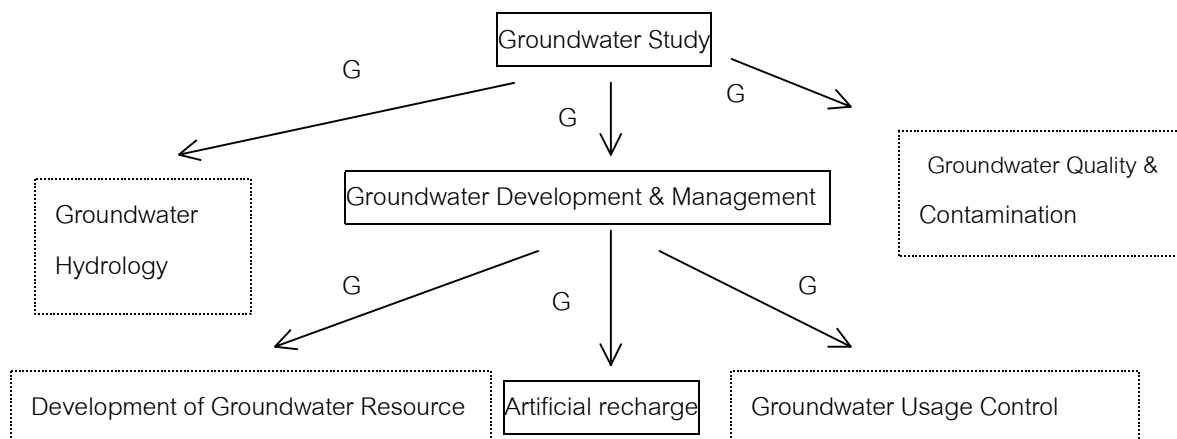 Groundwater Study
G
G
G
Groundwater Quality &
Contamination
Groundwater Development & Management
Groundwater
Hydrology
G
G
G
Development of Groundwater Resource
Artificial recharge
Groundwater Usage Control